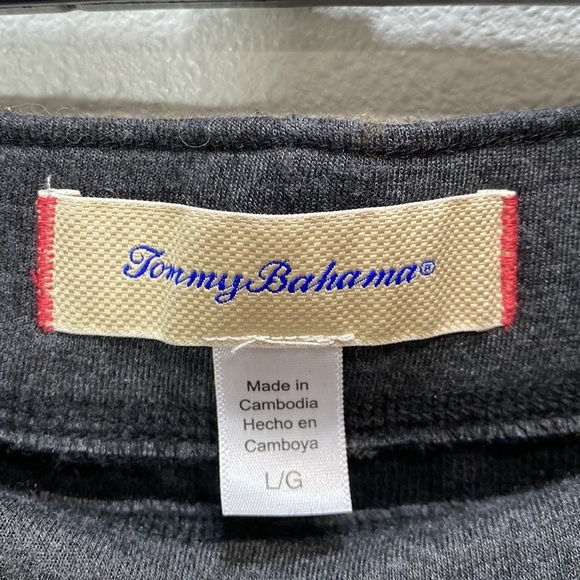 Tommy Bahama®
Made in
Cambodia
Hecho en
Camboya
L/G